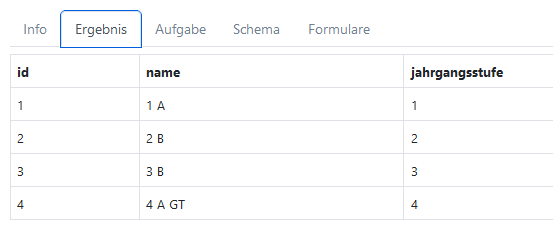 Info Ergebnis Aufgabe Schema Formulare
id name jahrgangsstufe
1 1 A 1
2 2 B 2
3 3 B 3
4 4 A GT 4